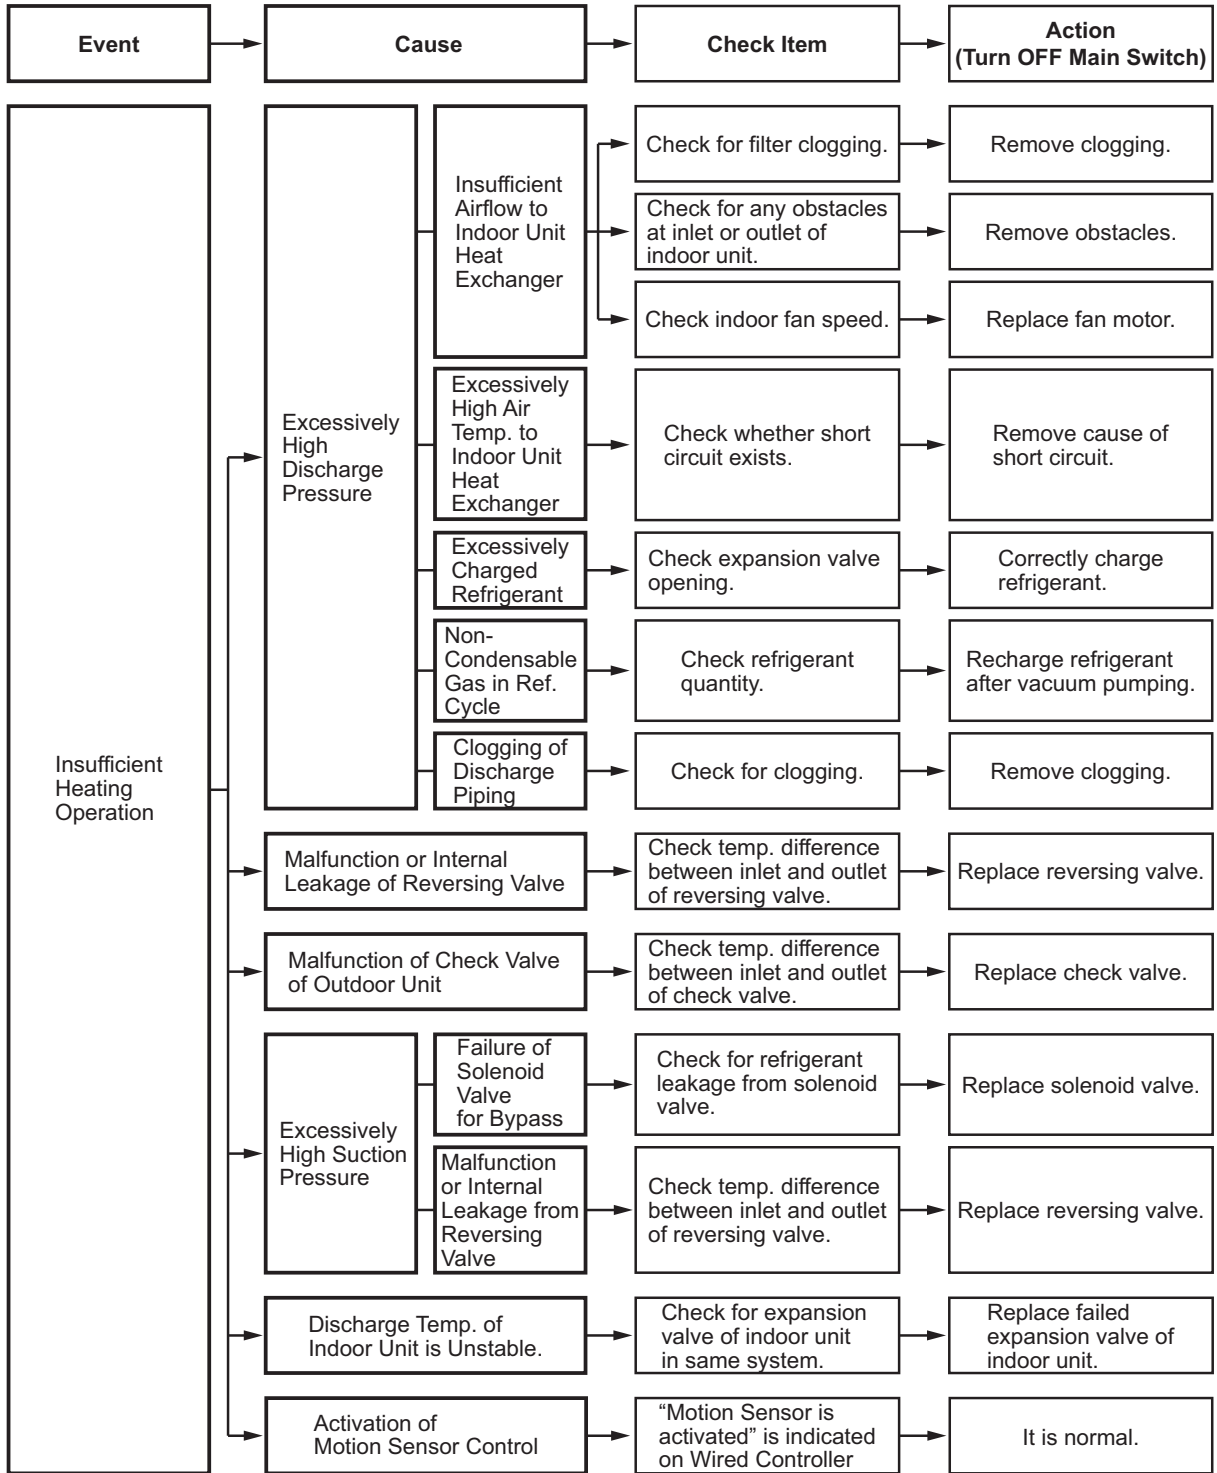 Event
Cause
Check Item
Action
(Turn OFF Main Switch)
Insufficient
Heating
Operation
Excessively
High
Discharge
Pressure
Insufficient
Airflow to
Indoor Unit
Heat
Exchanger
Check for filter clogging.
Remove clogging.
Check for any obstacles
at inlet or outlet of
indoor unit.
Remove obstacles.
Check indoor fan speed.
Replace fan motor.
Excessively
High Air
Temp. to
Indoor Unit
Heat
Exchanger
Check whether short
circuit exists.
Remove cause of
short circuit.
Excessively
Charged
Refrigerant
Check expansion valve
opening.
Correctly charge
refrigerant.
Non-
Condensable
Gas in Ref.
Cycle
Check refrigerant
quantity.
Recharge refrigerant
after vacuum pumping.
Clogging of
Discharge
Piping
Check for clogging.
Remove clogging.
Malfunction or Internal
Leakage of Reversing Valve
Check temp. difference
between inlet and outlet
of reversing valve.
Replace reversing valve.
Malfunction of Check Valve
of Outdoor Unit
Check temp. difference
between inlet and outlet
of check valve.
Replace check valve.
Excessively
High Suction
Pressure
Failure of
Solenoid
Valve
for Bypass
Check for refrigerant
leakage from solenoid
valve.
Replace solenoid valve.
Malfunction
or Internal
Leakage from
Reversing
Valve
Check temp. difference
between inlet and outlet
of reversing valve.
Replace reversing valve.
Discharge Temp. of
Indoor Unit is Unstable.
Check for expansion
valve of indoor unit
in same system.
Replace failed
expansion valve of
indoor unit.
Activation of
Motion Sensor Control
“Motion Sensor is
activated” is indicated
on Wired Controller
It is normal.